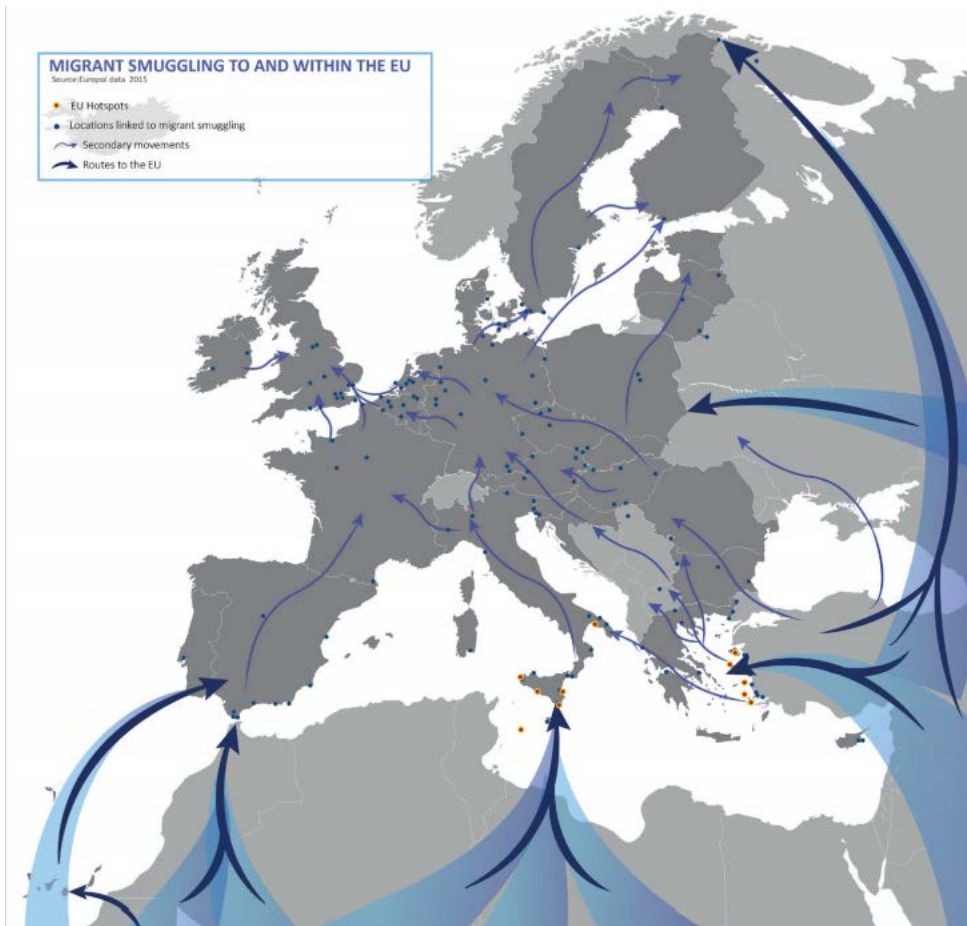 MIGRANT SMUGGLING TO AND WITHIN THE EU
Source:Europol data 2015
EU Hotspots
Locations linked to migrant smuggling
Secondary movements
Routes to the EU